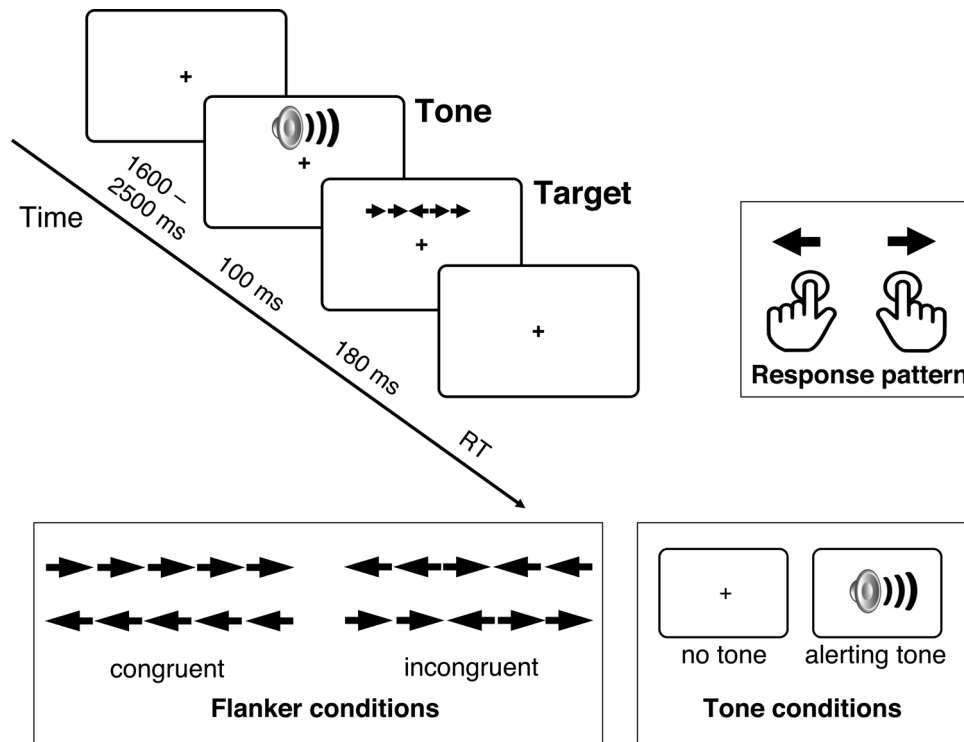 Tone
Target
Time
1600 –
2500 ms
100 ms
180 ms
RT
Response pattern
congruent
incongruent
Flanker conditions
no tone
alerting tone
Tone conditions